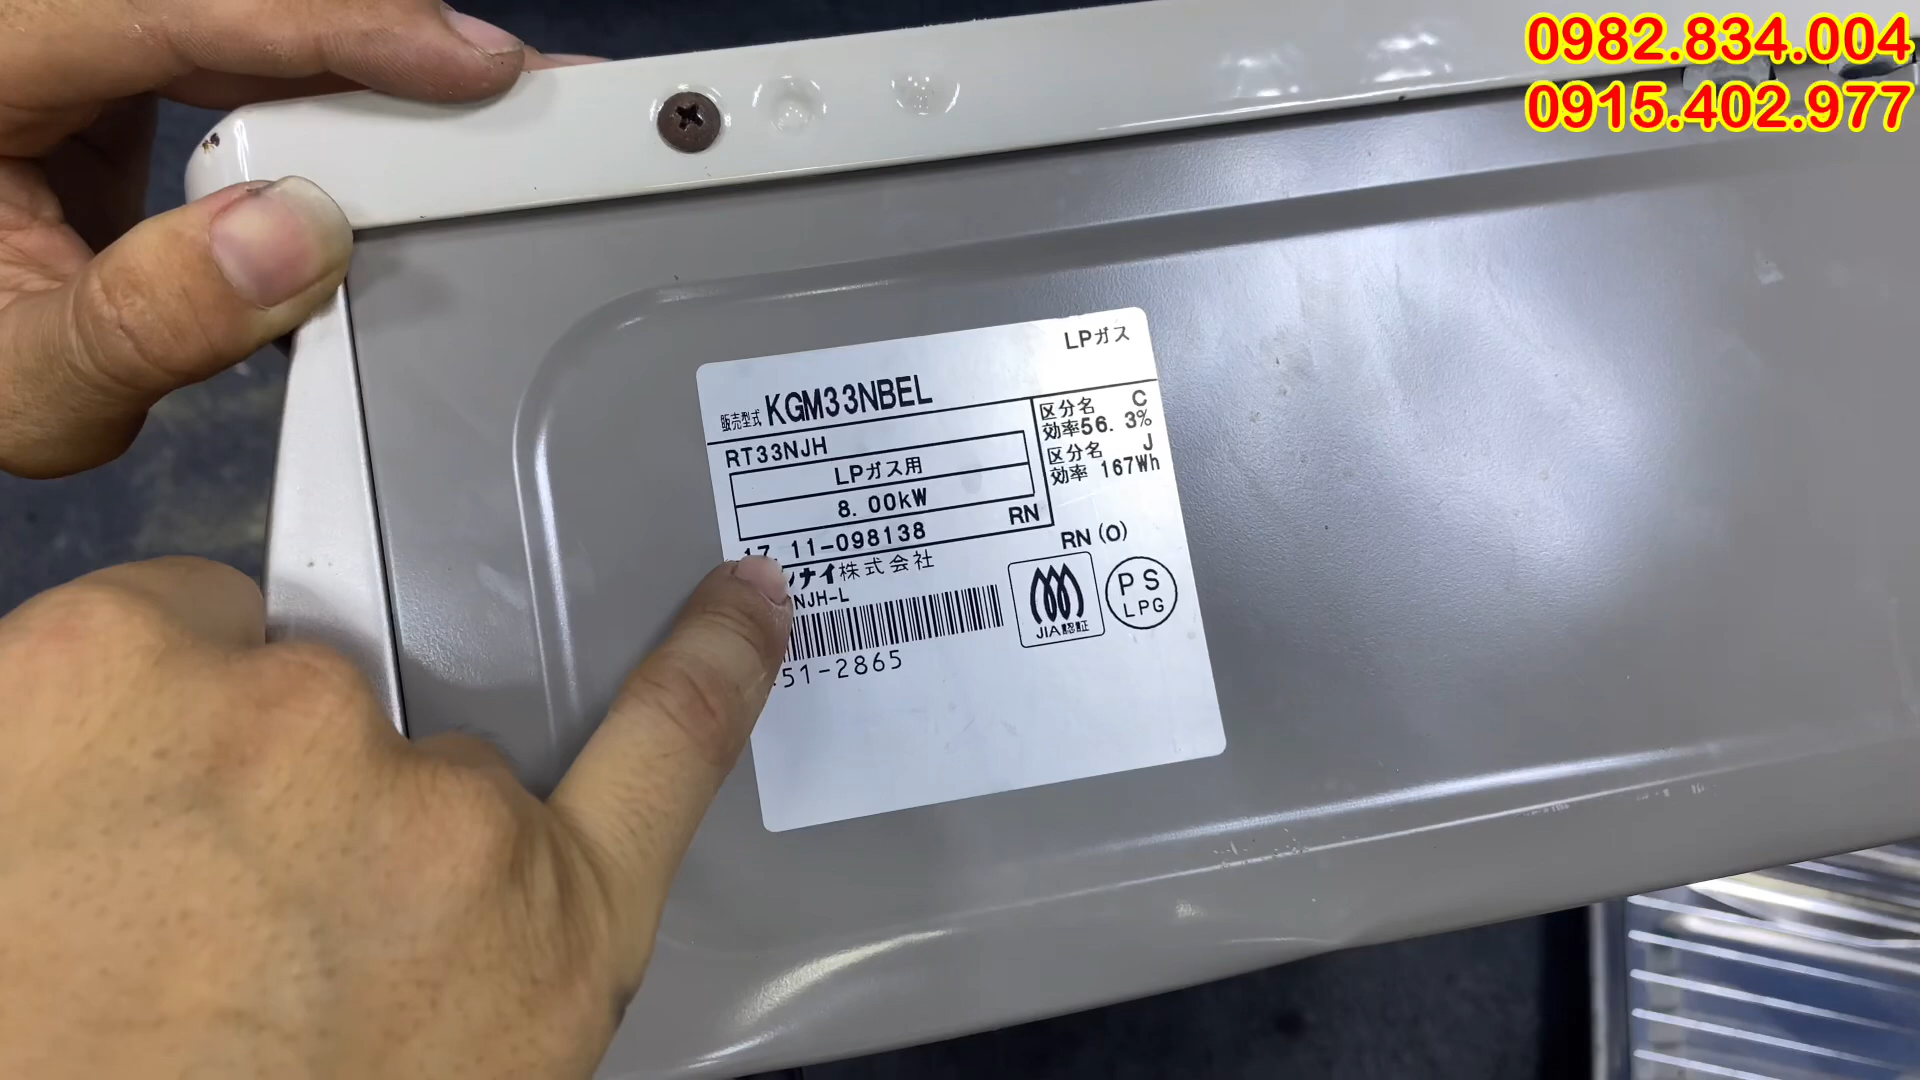 0982.834.004
0915.402.977
LPガス
販売型式 KGM33NBEL
RT33NJH
LPガス用
8.00kW
17.11-098138 RN
区分名 C
効率56.3%
区分名 J
効率 167Wh
RN(O)
ナイ株式会社
NJH-L
51-2865
JIA認証
PS
LPG